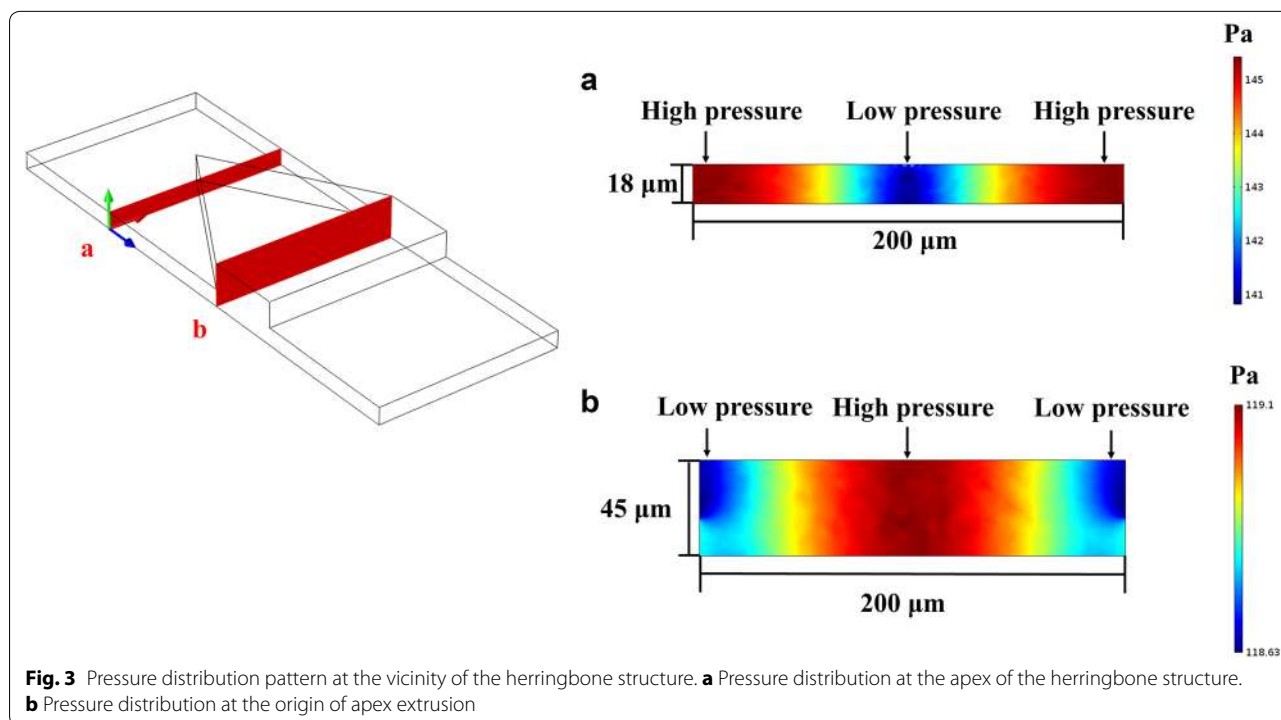 a
b
a
Pa
High pressure Low pressure High pressure
18 µm
200 µm
145
144
143
142
141
b
Pa
Low pressure High pressure Low pressure
45 µm
200 µm
119.1
118.63
Fig. 3 Pressure distribution pattern at the vicinity of the herringbone structure. a Pressure distribution at the apex of the herringbone structure.
b Pressure distribution at the origin of apex extrusion